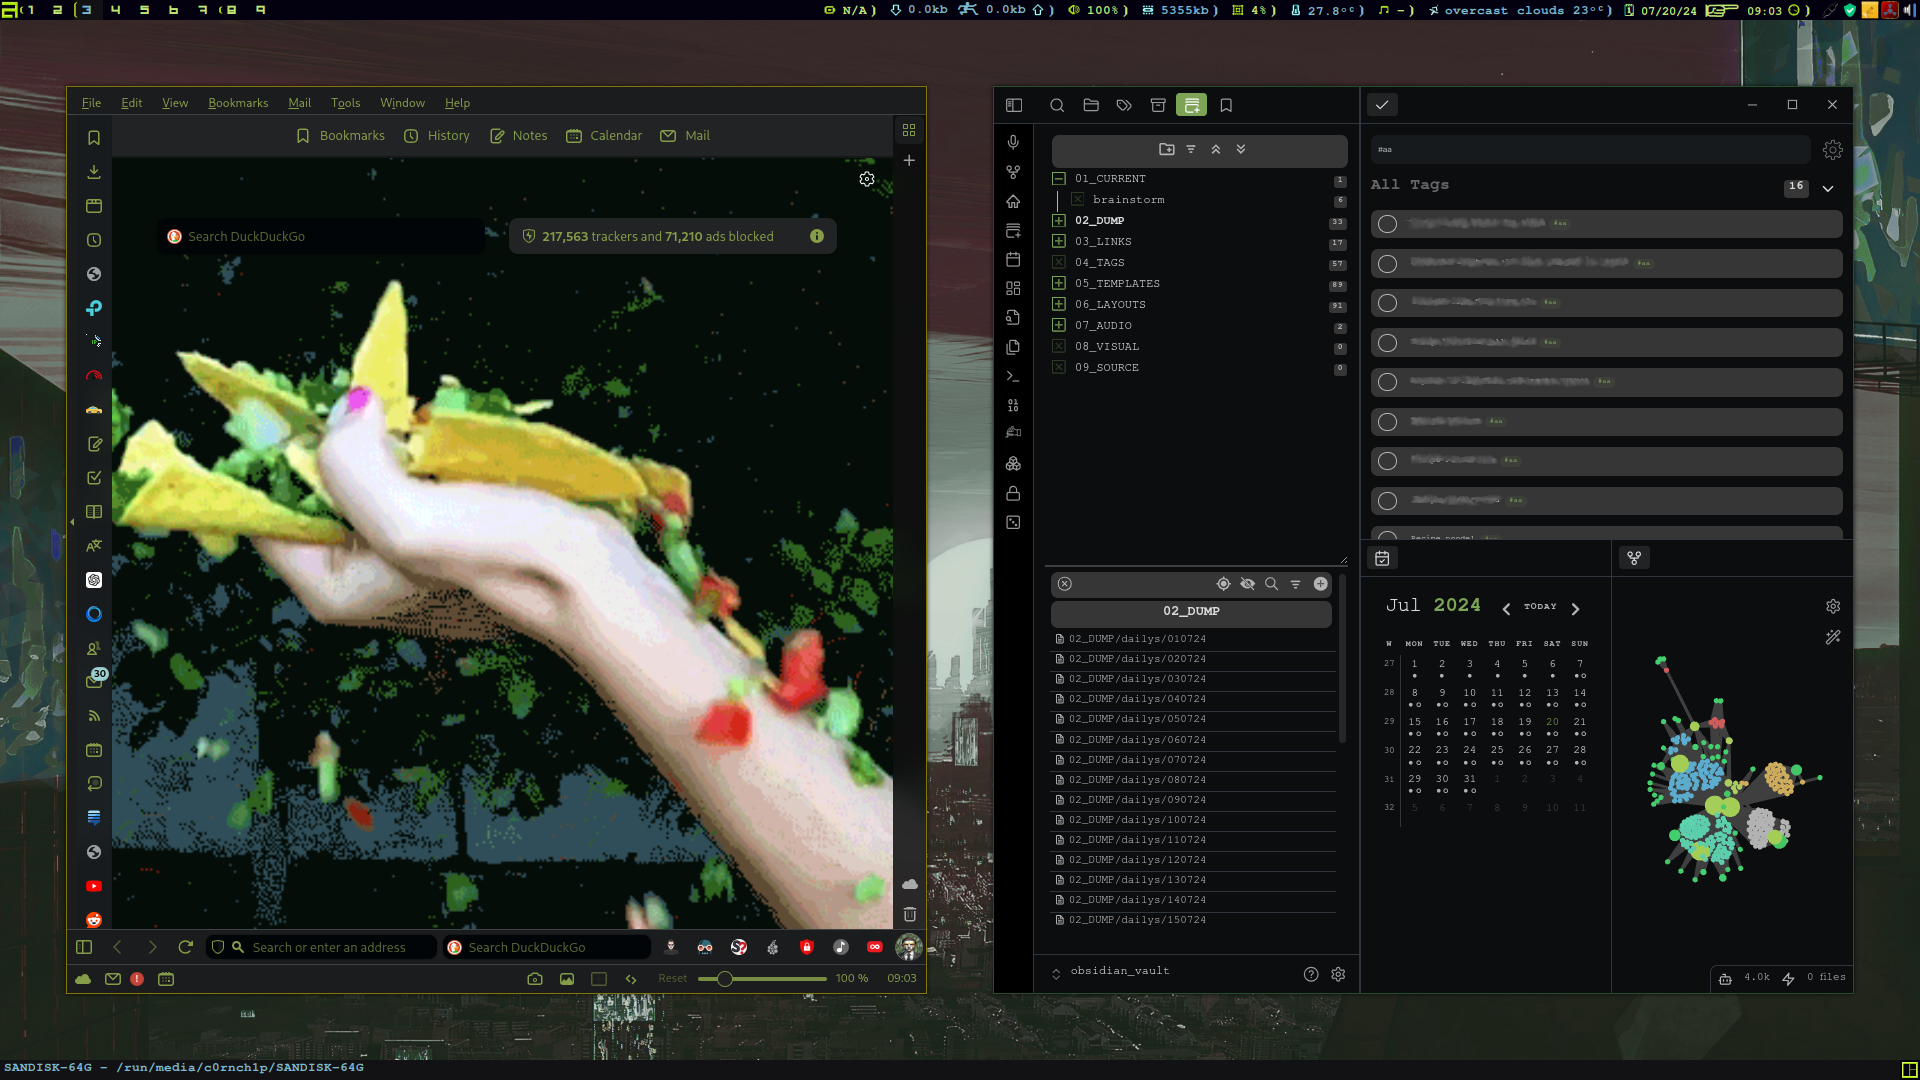 1 2 3 4 5 6 7 8 9
N/A) 0.0kb 0.0kb ) 100% ) 5355kb) 4% ) 27.8°C) - ) overcast clouds 23°C) 07/20/24 09:03
File Edit View Bookmarks Mail Tools Window Help
Bookmarks History Notes Calendar Mail
Search DuckDuckGo
217,563 trackers and 71,210 ads blocked
30
Search or enter an address
Search DuckDuckGo
Reset 100 % 09:03
01_CURRENT 1
brainstorm 6
02_DUMP 33
03_LINKS 17
04_TAGS 57
05_TEMPLATES 89
06_LAYOUTS 91
07_AUDIO 2
08_VISUAL 0
09_SOURCE 0
02_DUMP
02_DUMP/dailys/010724
02_DUMP/dailys/020724
02_DUMP/dailys/030724
02_DUMP/dailys/040724
02_DUMP/dailys/050724
02_DUMP/dailys/060724
02_DUMP/dailys/070724
02_DUMP/dailys/080724
02_DUMP/dailys/090724
02_DUMP/dailys/100724
02_DUMP/dailys/110724
02_DUMP/dailys/120724
02_DUMP/dailys/130724
02_DUMP/dailys/140724
02_DUMP/dailys/150724
obsidian_vault
#aa
All Tags 16
#aa
#aa
#aa
#aa
#aa
#aa
#aa
#aa
Jul 2024 TODAY
W MON TUE WED THU FRI SAT SUN
27 1 2 3 4 5 6 7
28 8 9 10 11 12 13 14
29 15 16 17 18 19 20 21
30 22 23 24 25 26 27 28
31 29 30 31 1 2 3 4
32 5 6 7 8 9 10 11
4.0k 0 files
SANDISK-64G - /run/media/c0rnch1p/SANDISK-64G